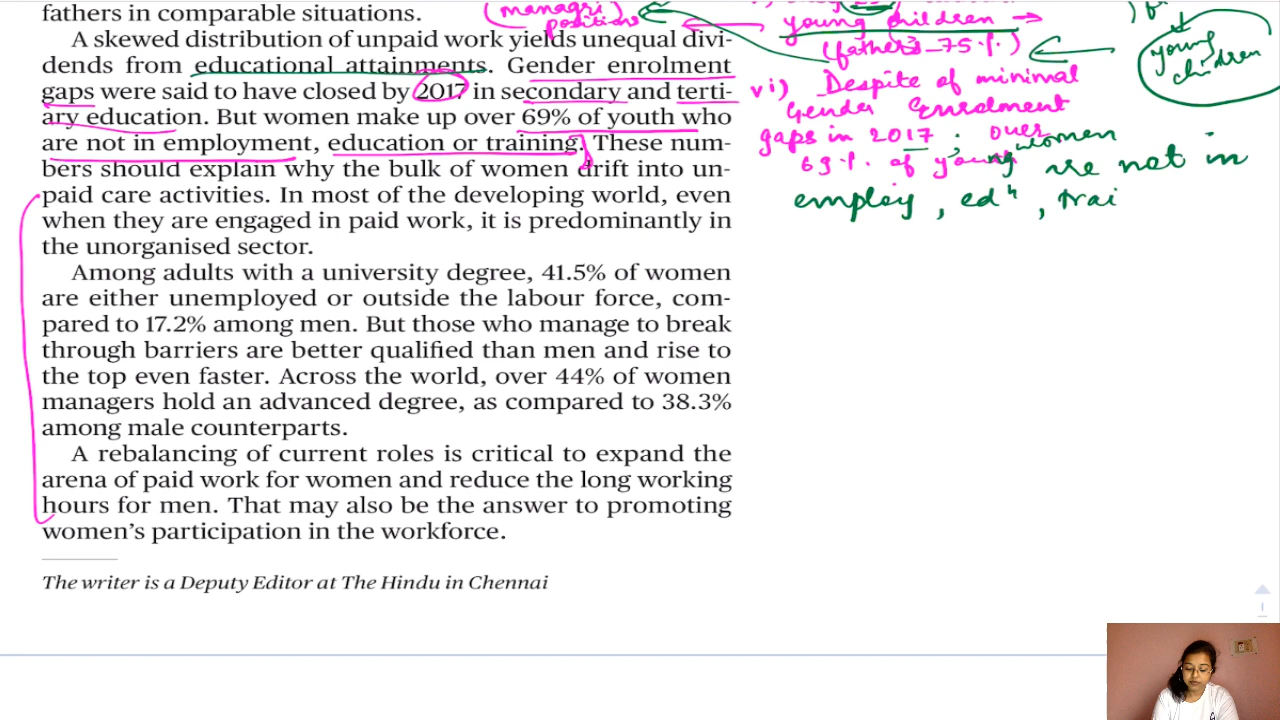 fathers in comparable situations.
A skewed distribution of unpaid work yields unequal divi-
dends from educational attainments. Gender enrolment
gaps were said to have closed by 2017 in secondary and terti-
ary education. But women make up over 69% of youth who
are not in employment, education or training. These num-
bers should explain why the bulk of women drift into un-
paid care activities. In most of the developing world, even
when they are engaged in paid work, it is predominantly in
the unorganised sector.
Among adults with a university degree, 41.5% of women
are either unemployed or outside the labour force, com-
pared to 17.2% among men. But those who manage to break
through barriers are better qualified than men and rise to
the top even faster. Across the world, over 44% of women
managers hold an advanced degree, as compared to 38.3%
among male counterparts.
A rebalancing of current roles is critical to expand the
arena of paid work for women and reduce the long working
hours for men. That may also be the answer to promoting
women's participation in the workforce.
The writer is a Deputy Editor at The Hindu in Chennai
(managri
positions
young children →
(fathers _ 75 %)
young
children
vi) Despite of minimal
Gender Enrolment
gaps in 2017 ; over
69 % of young women
are not in
employ, edⁿ, trai